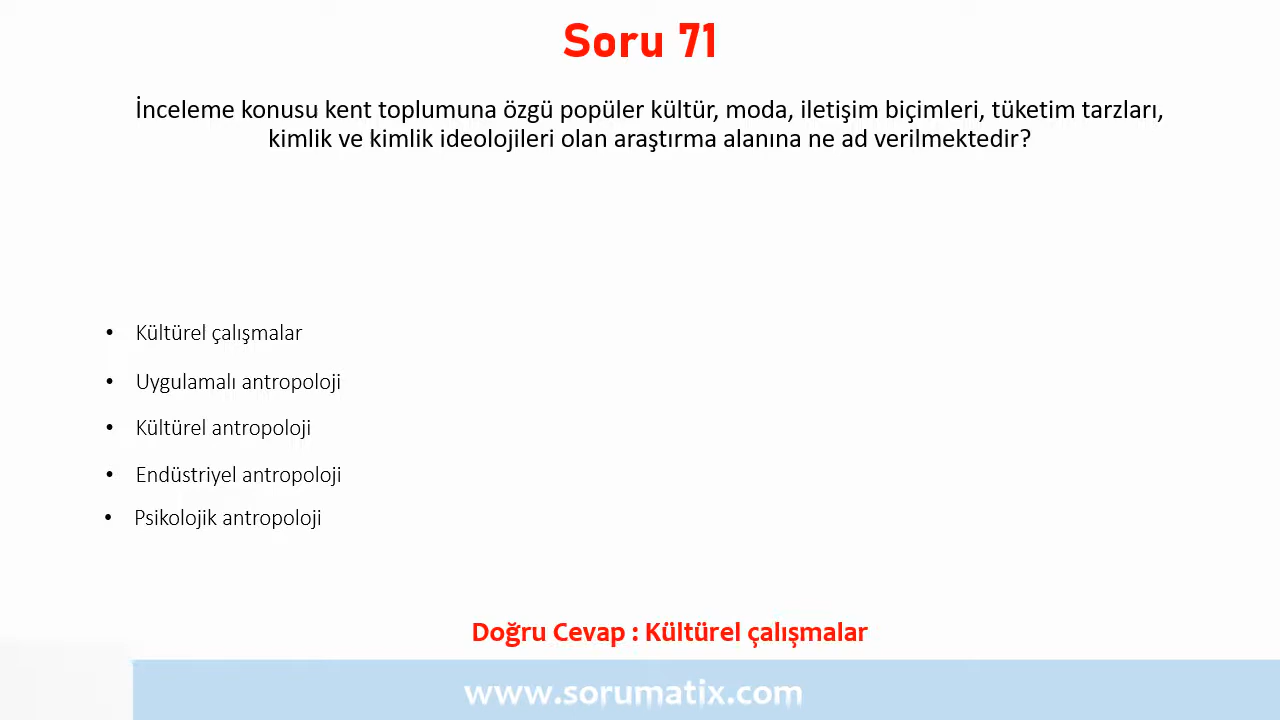 Soru 71
İnceleme konusu kent toplumuna özgü popüler kültür, moda, iletişim biçimleri, tüketim tarzları,
kimlik ve kimlik ideolojileri olan araştırma alanına ne ad verilmektedir?
• Kültürel çalışmalar
• Uygulamalı antropoloji
• Kültürel antropoloji
• Endüstriyel antropoloji
• Psikolojik antropoloji
Doğru Cevap : Kültürel çalışmalar
www.sorumatix.com